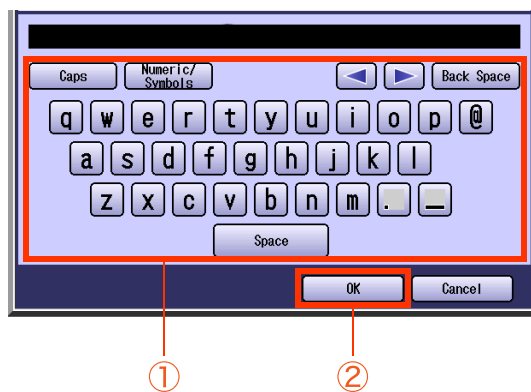 Caps Numeric/ Symbols Back Space
q w e r t y u i o p @
a s d f g h j k l
z x c v b n m . _
Space
OK Cancel
① ②